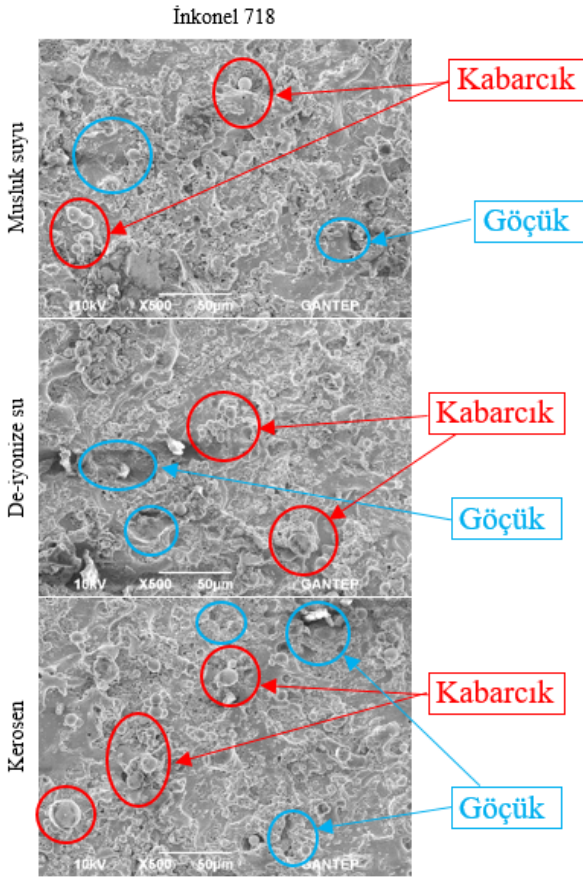 İnkonel 718
Musluk suyu
Kabarcık
Göçük
10kV X500 50µm GANTEP
De-iyonize su
Kabarcık
Göçük
10kV X500 50µm GANTEP
Kerosen
Kabarcık
Göçük
10kV X500 50µm GANTEP